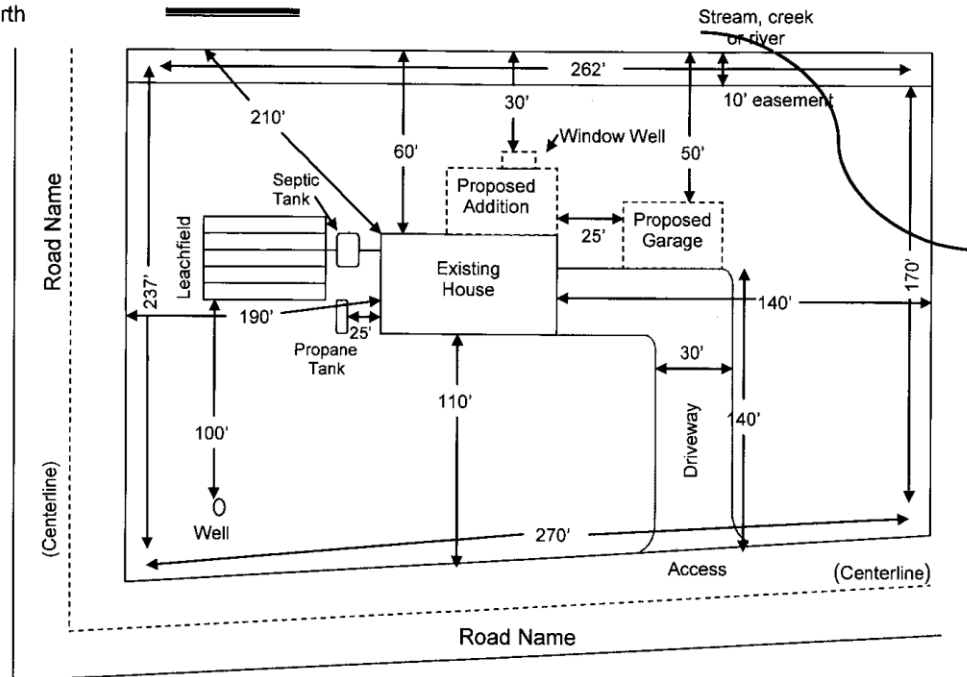 rth
Stream, creek
or river
262'
10' easement
210'
60'
30'
50'
Window Well
Septic
Tank
Proposed
Addition
Proposed
Garage
25'
Road Name
Leachfield
Existing
House
237'
190'
140'
170'
25'
Propane
Tank
30'
110'
140'
Driveway
100'
Well
270'
(Centerline)
Access
(Centerline)
Road Name